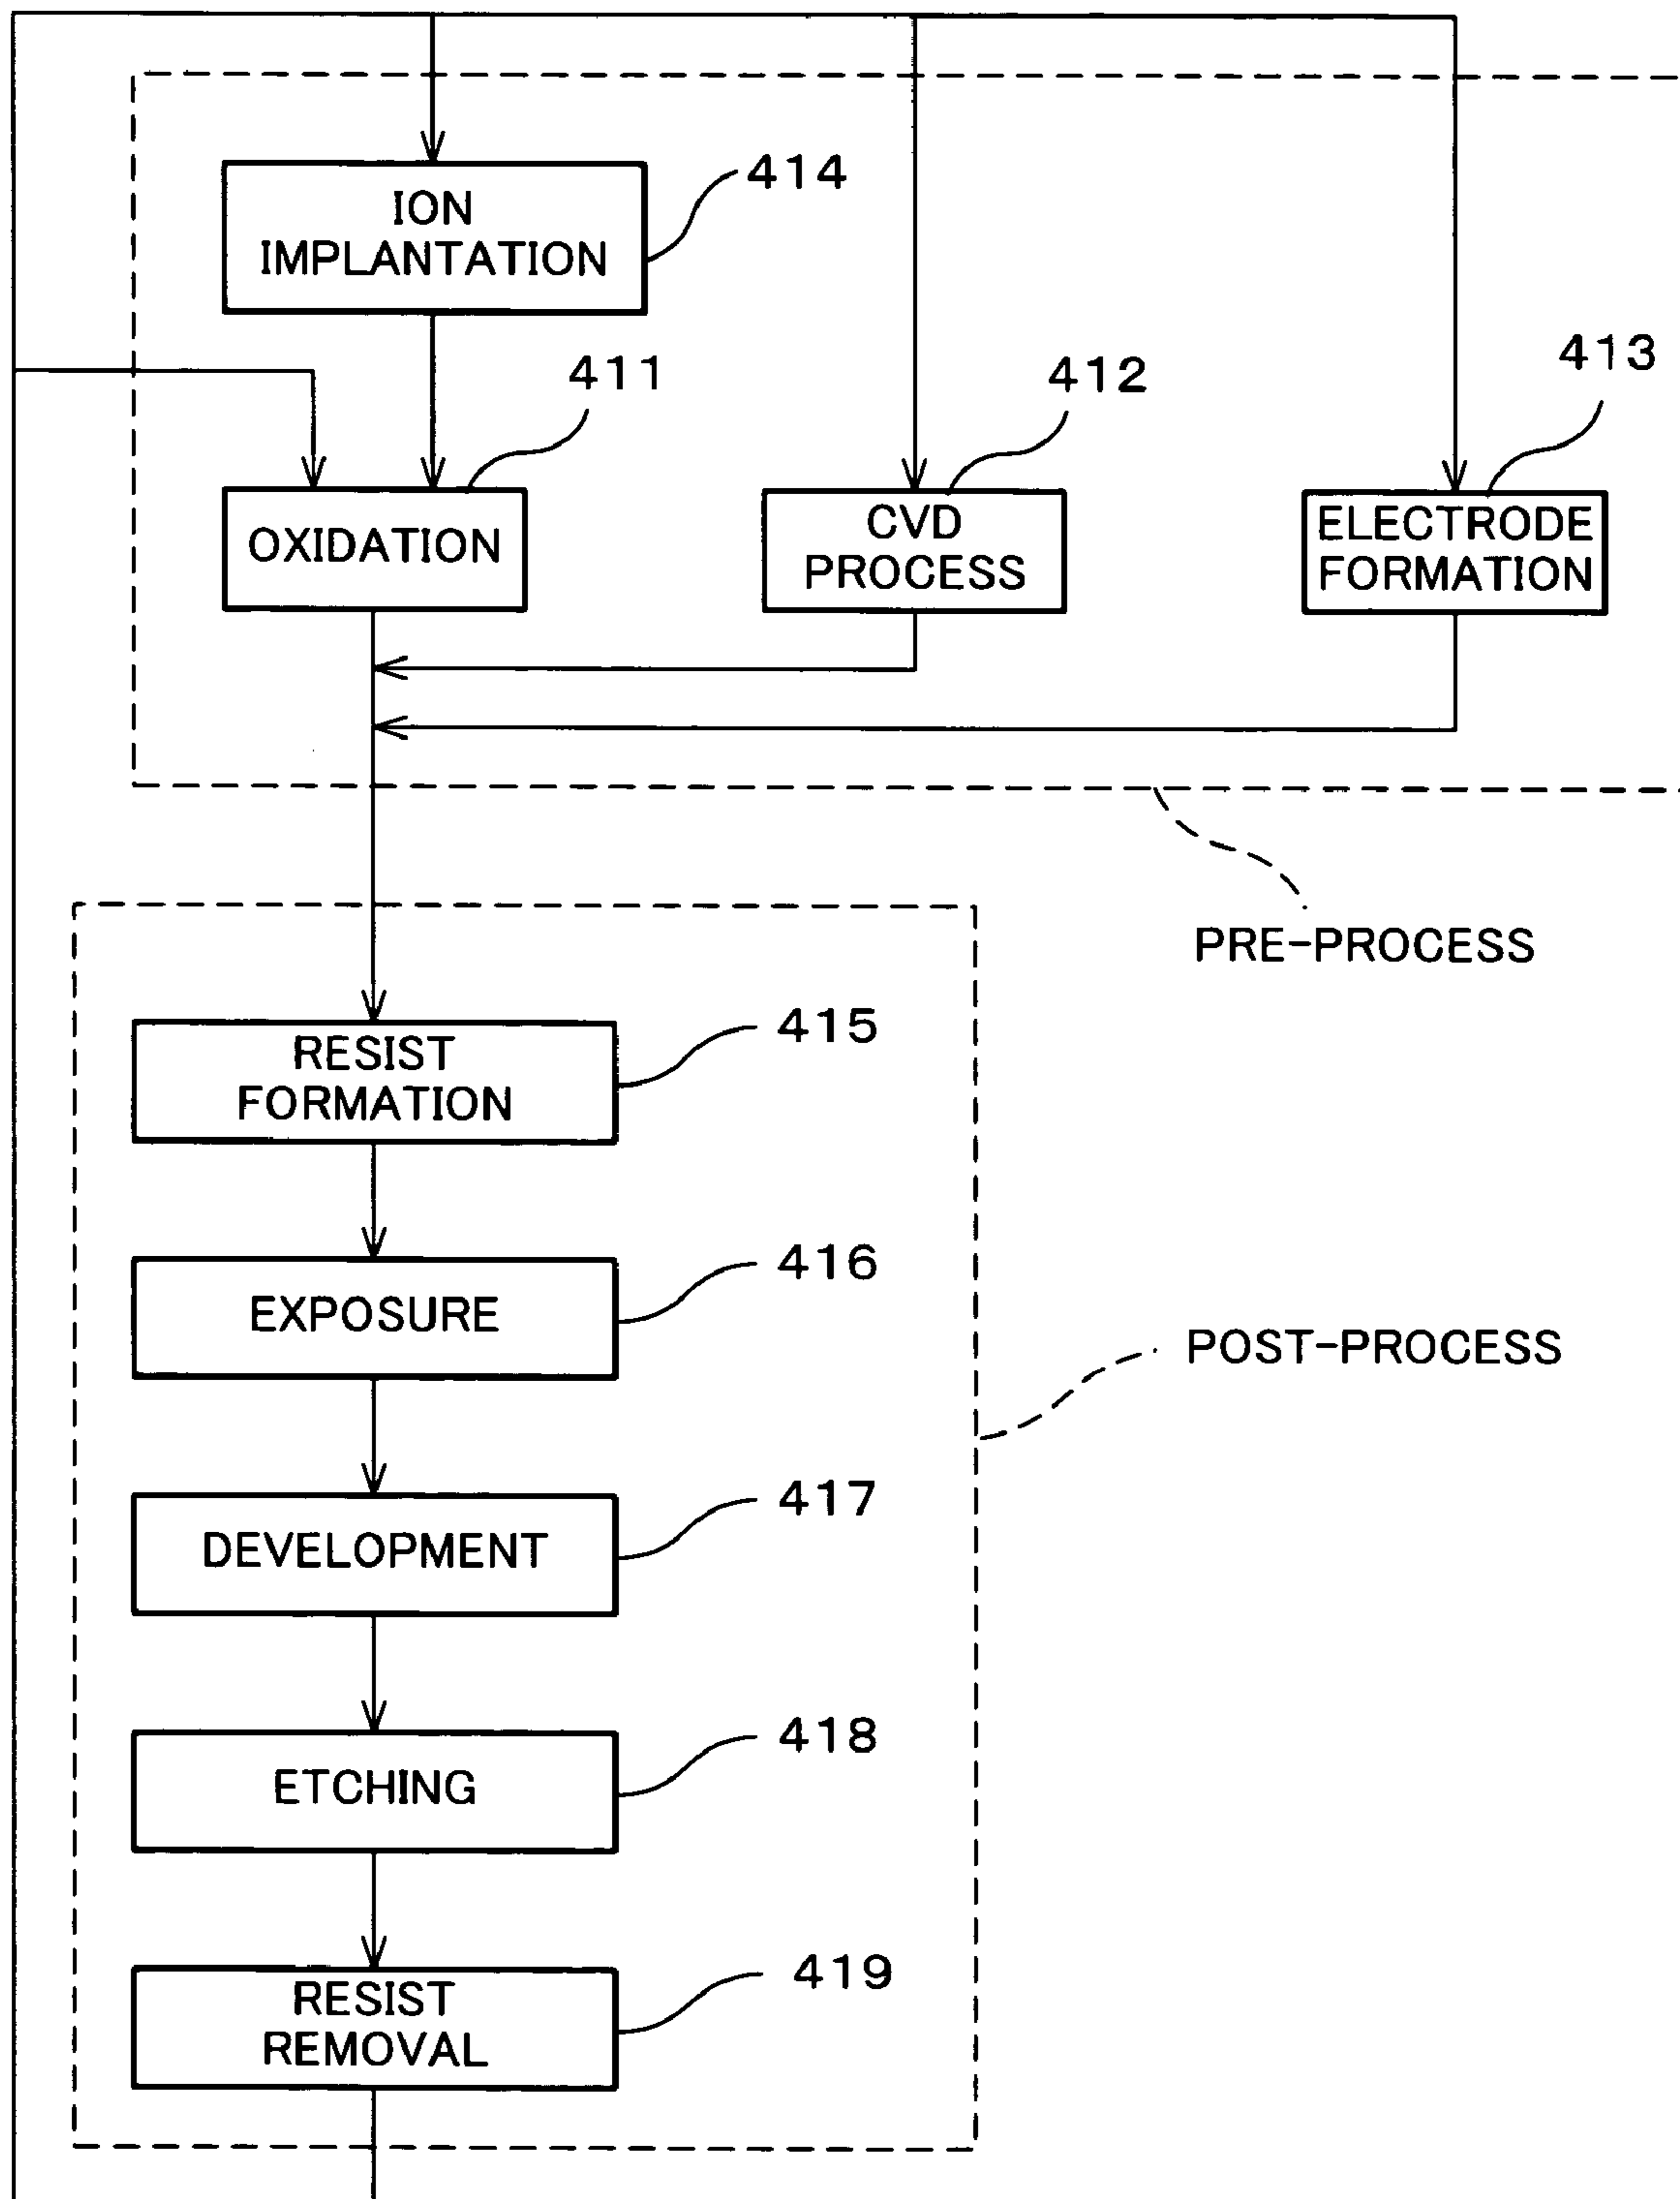 414
ION
IMPLANTATION
411
412
413
OXIDATION
CVD
PROCESS
ELECTRODE
FORMATION
PRE-PROCESS
415
RESIST
FORMATION
416
EXPOSURE
POST-PROCESS
417
DEVELOPMENT
418
ETCHING
419
RESIST
REMOVAL